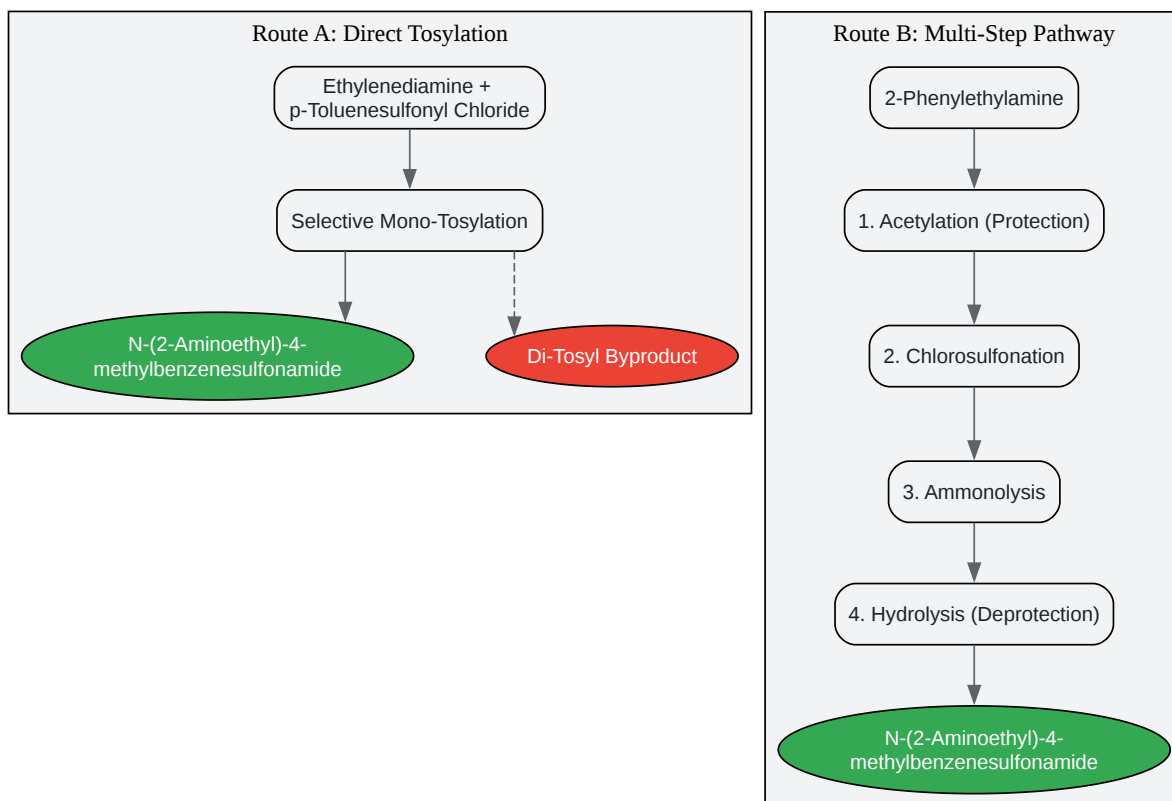 Route A: Direct Tosylation
Ethylenediamine +
p-Toluenesulfonyl Chloride
Selective Mono-Tosylation
N-(2-Aminoethyl)-4-
methylbenzenesulfonamide
Di-Tosyl Byproduct
Route B: Multi-Step Pathway
2-Phenylethylamine
1. Acetylation (Protection)
2. Chlorosulfonation
3. Ammonolysis
4. Hydrolysis (Deprotection)
N-(2-Aminoethyl)-4-
methylbenzenesulfonamide